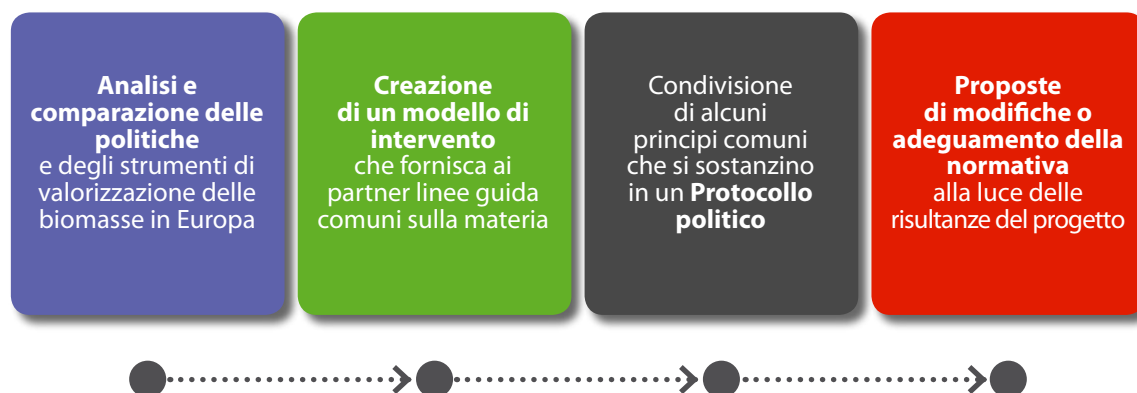 Analisi e
comparazione delle
politiche
e degli strumenti di
valorizzazione delle
biomasse in Europa
Creazione
di un modello di
intervento
che fornisca ai
partner linee guida
comuni sulla materia
Condivisione
di alcuni
principi comuni
che si sostanzino
in un Protocollo
politico
Proposte
di modifiche o
adeguamento della
normativa
alla luce delle
risultanze del progetto